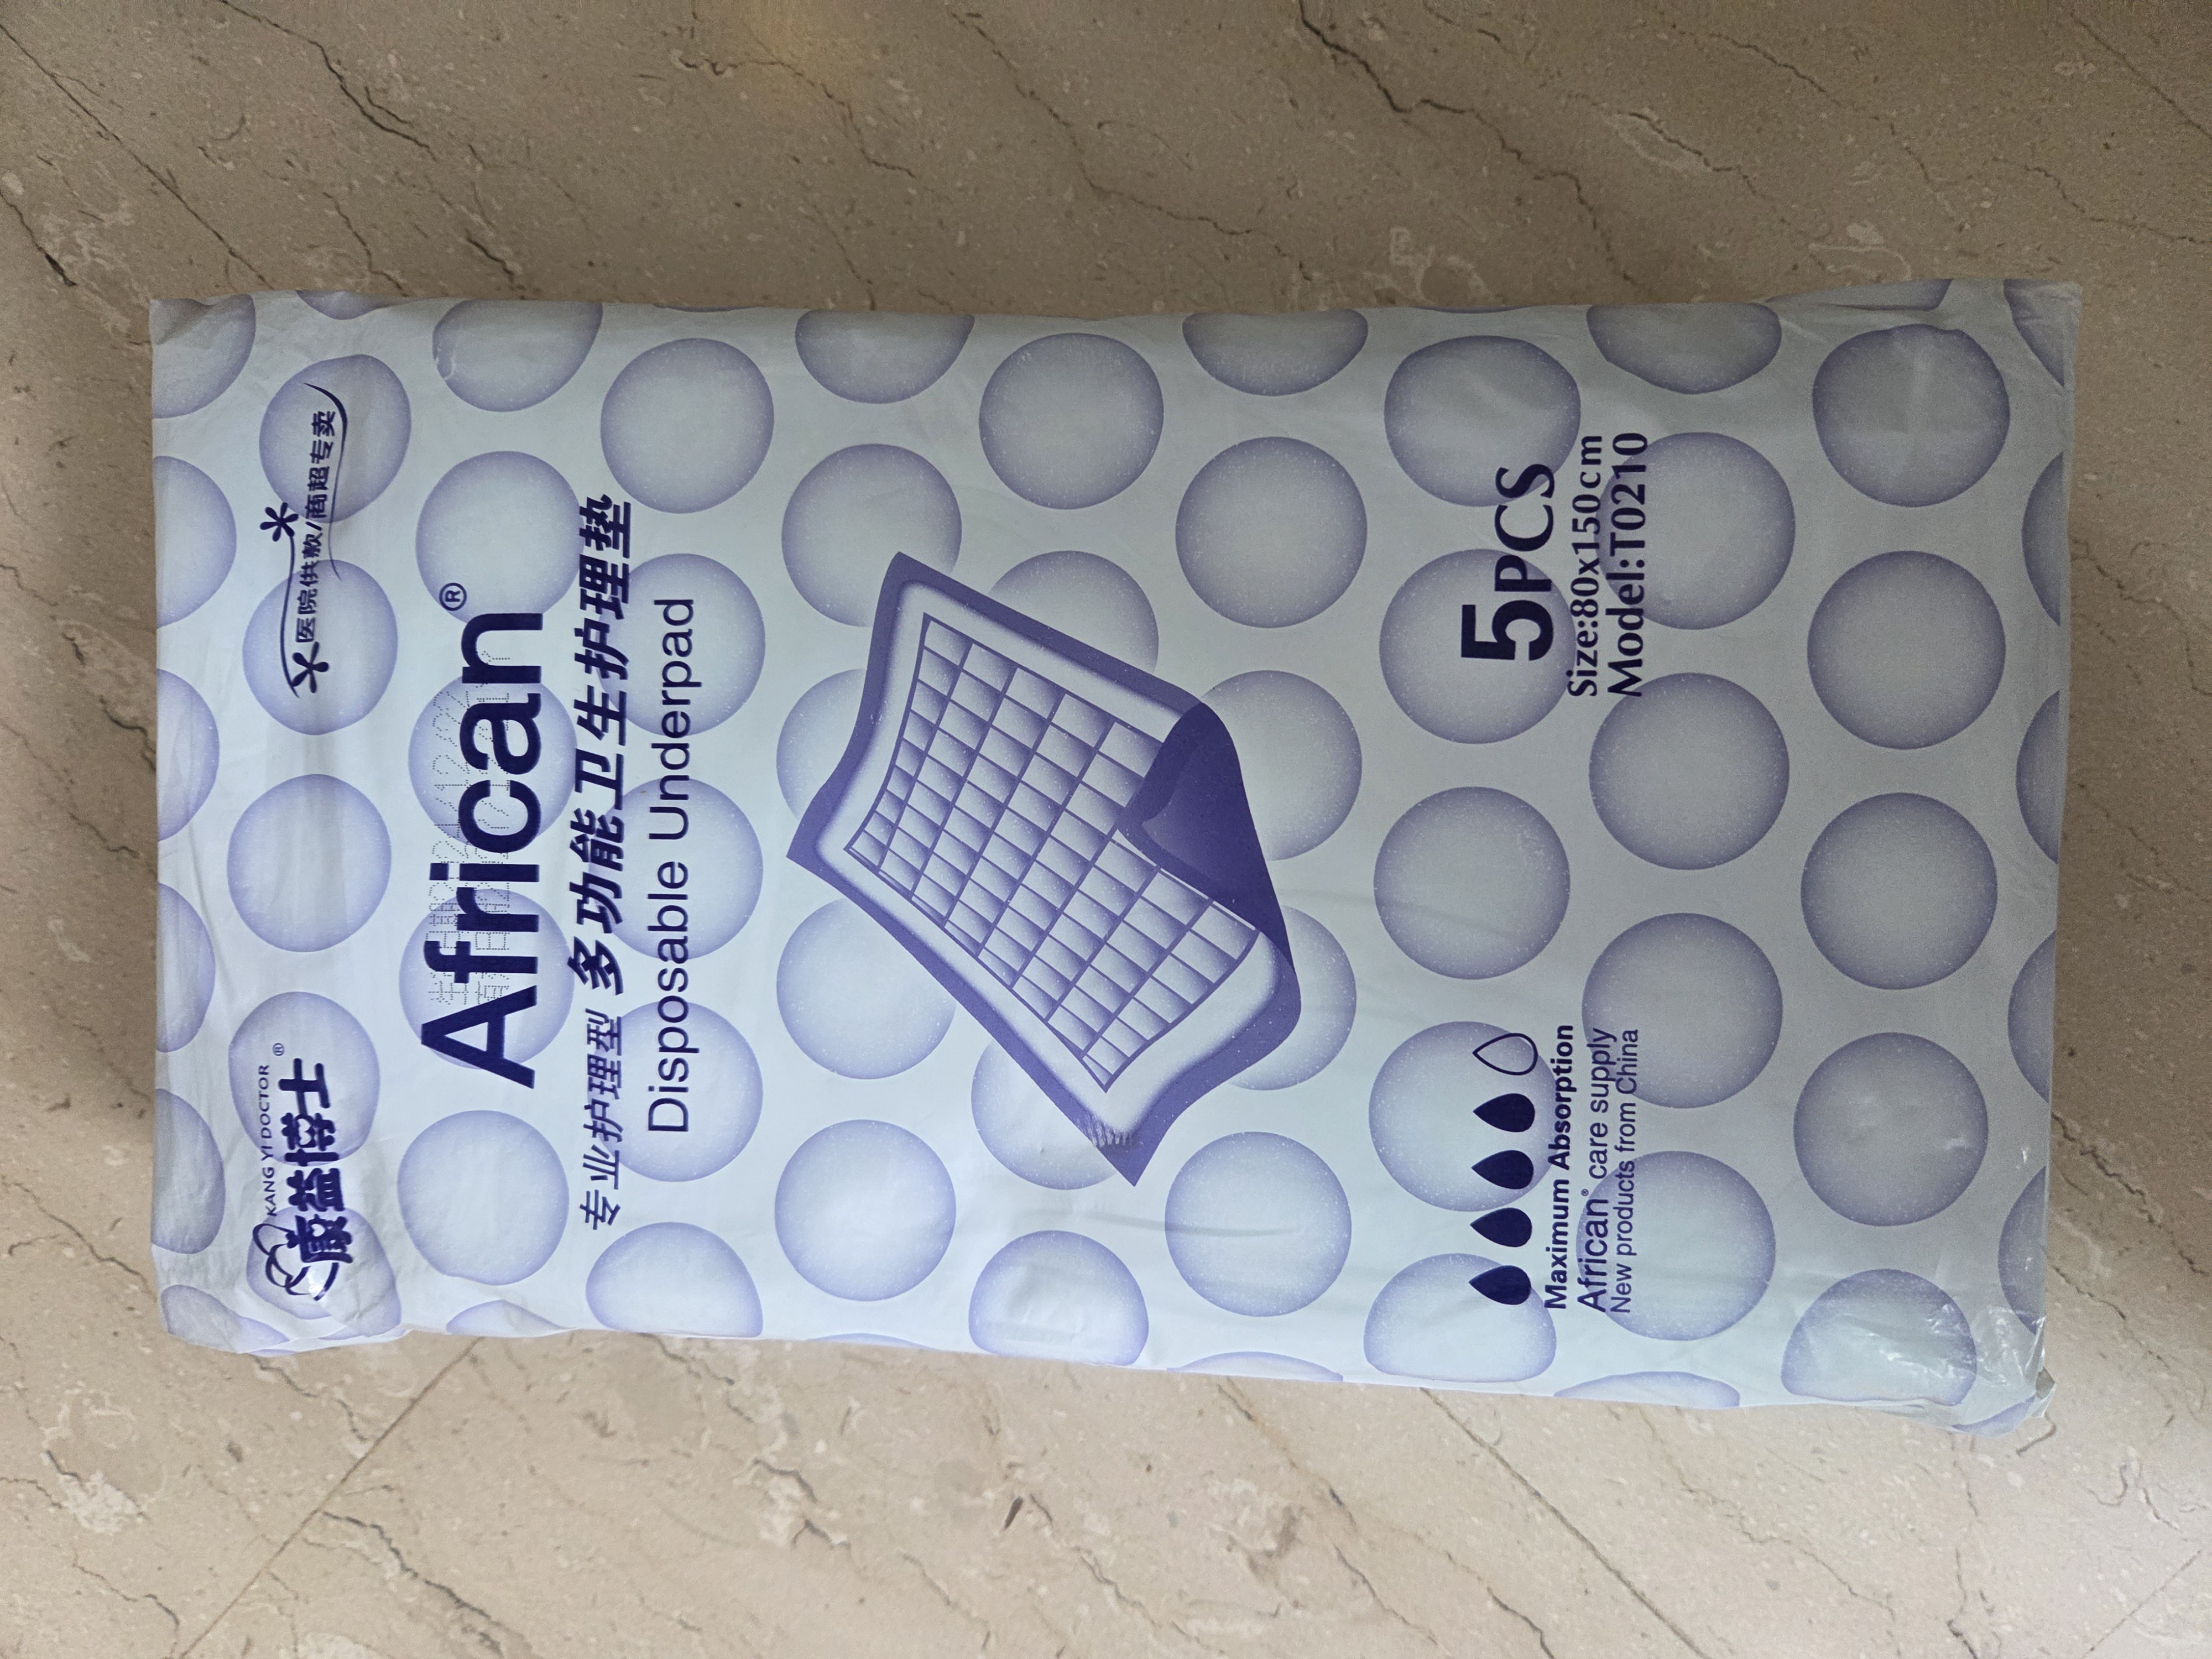 KANG YI DOCTOR ®
康益博士
医院供款/商超专卖
African®
专业护理型 多功能卫生护理垫
Disposable Underpad
Maximum Absorption
African® care supply
New products from China
5PCS
Size:80x150cm
Model:T0210